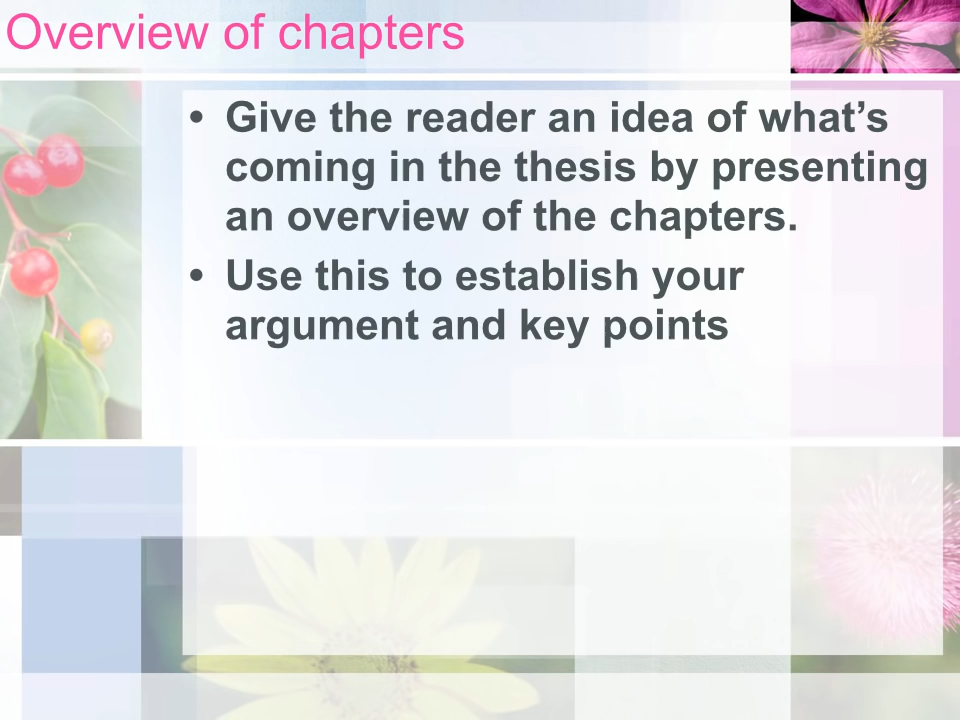 Overview of chapters
• Give the reader an idea of what’s
coming in the thesis by presenting
an overview of the chapters.
• Use this to establish your
argument and key points